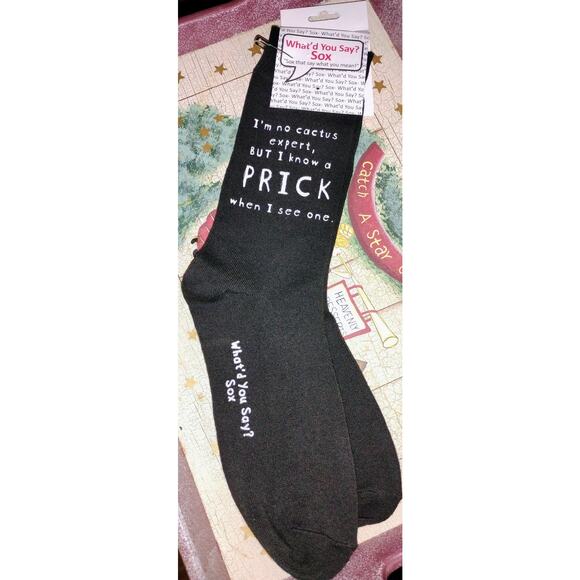 What'd You Say?
Sox
"Sox that say what you mean!"
I'm no cactus
expert,
BUT I know a
PRICK
when I see one.
What'd You Say?
Sox
Catch A Star
HEAVENLY